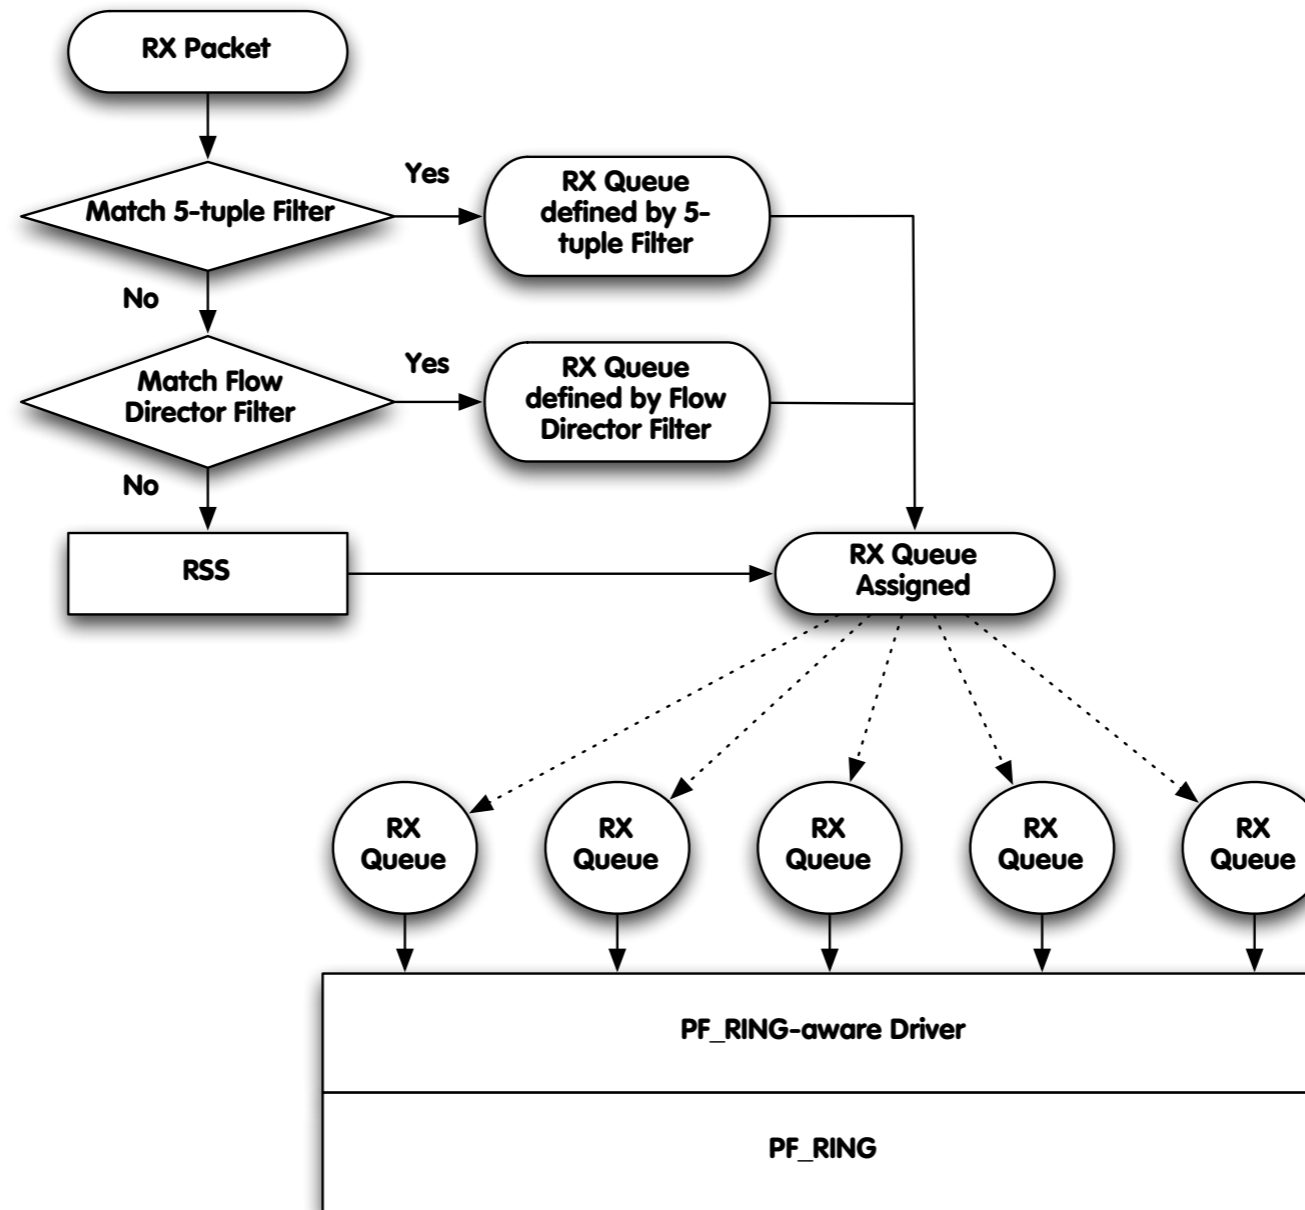 RX Packet
Match 5-tuple Filter
Yes
RX Queue
defined by 5-
tuple Filter
No
Match Flow
Director Filter
Yes
RX Queue
defined by Flow
Director Filter
No
RSS
RX Queue
Assigned
RX
Queue
RX
Queue
RX
Queue
RX
Queue
RX
Queue
PF_RING-aware Driver
PF_RING